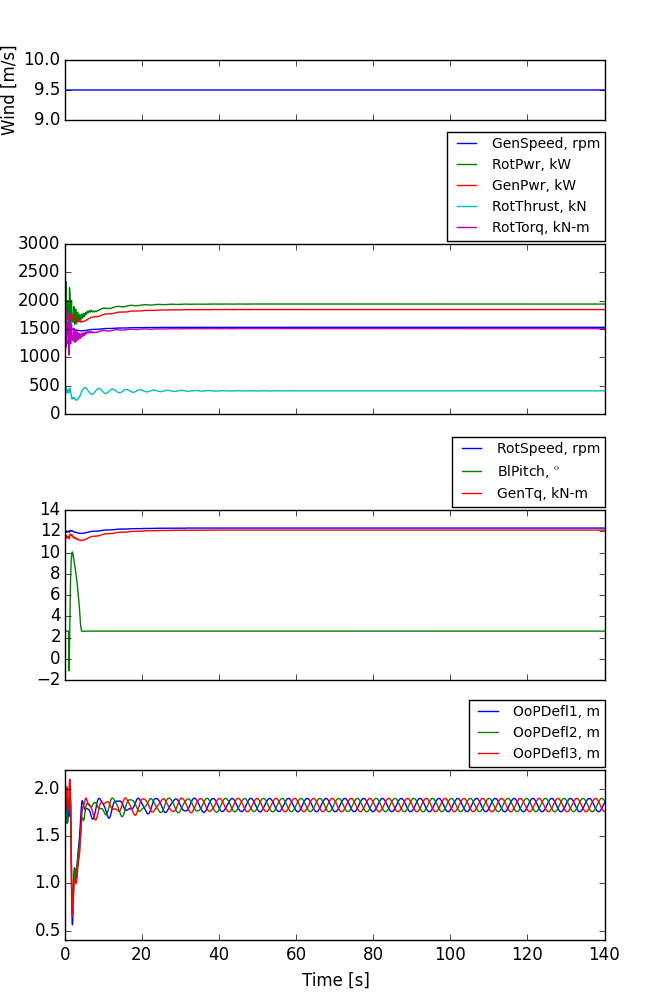 Wind [m/s]
10.0
9.5
9.0
GenSpeed, rpm
RotPwr, kW
GenPwr, kW
RotThrust, kN
RotTorq, kN-m
3000
2500
2000
1500
1000
500
0
RotSpeed, rpm
BlPitch, °
GenTq, kN-m
14
12
10
8
6
4
2
0
−2
OoPDefl1, m
OoPDefl2, m
OoPDefl3, m
2.0
1.5
1.0
0.5
0 20 40 60 80 100 120 140
Time [s]